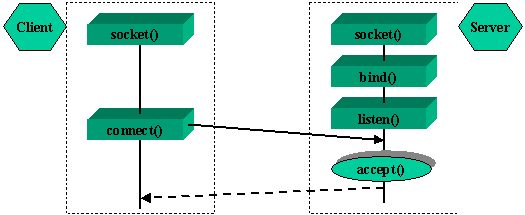 Client
socket()
connect()
socket()
bind()
listen()
accept()
Server